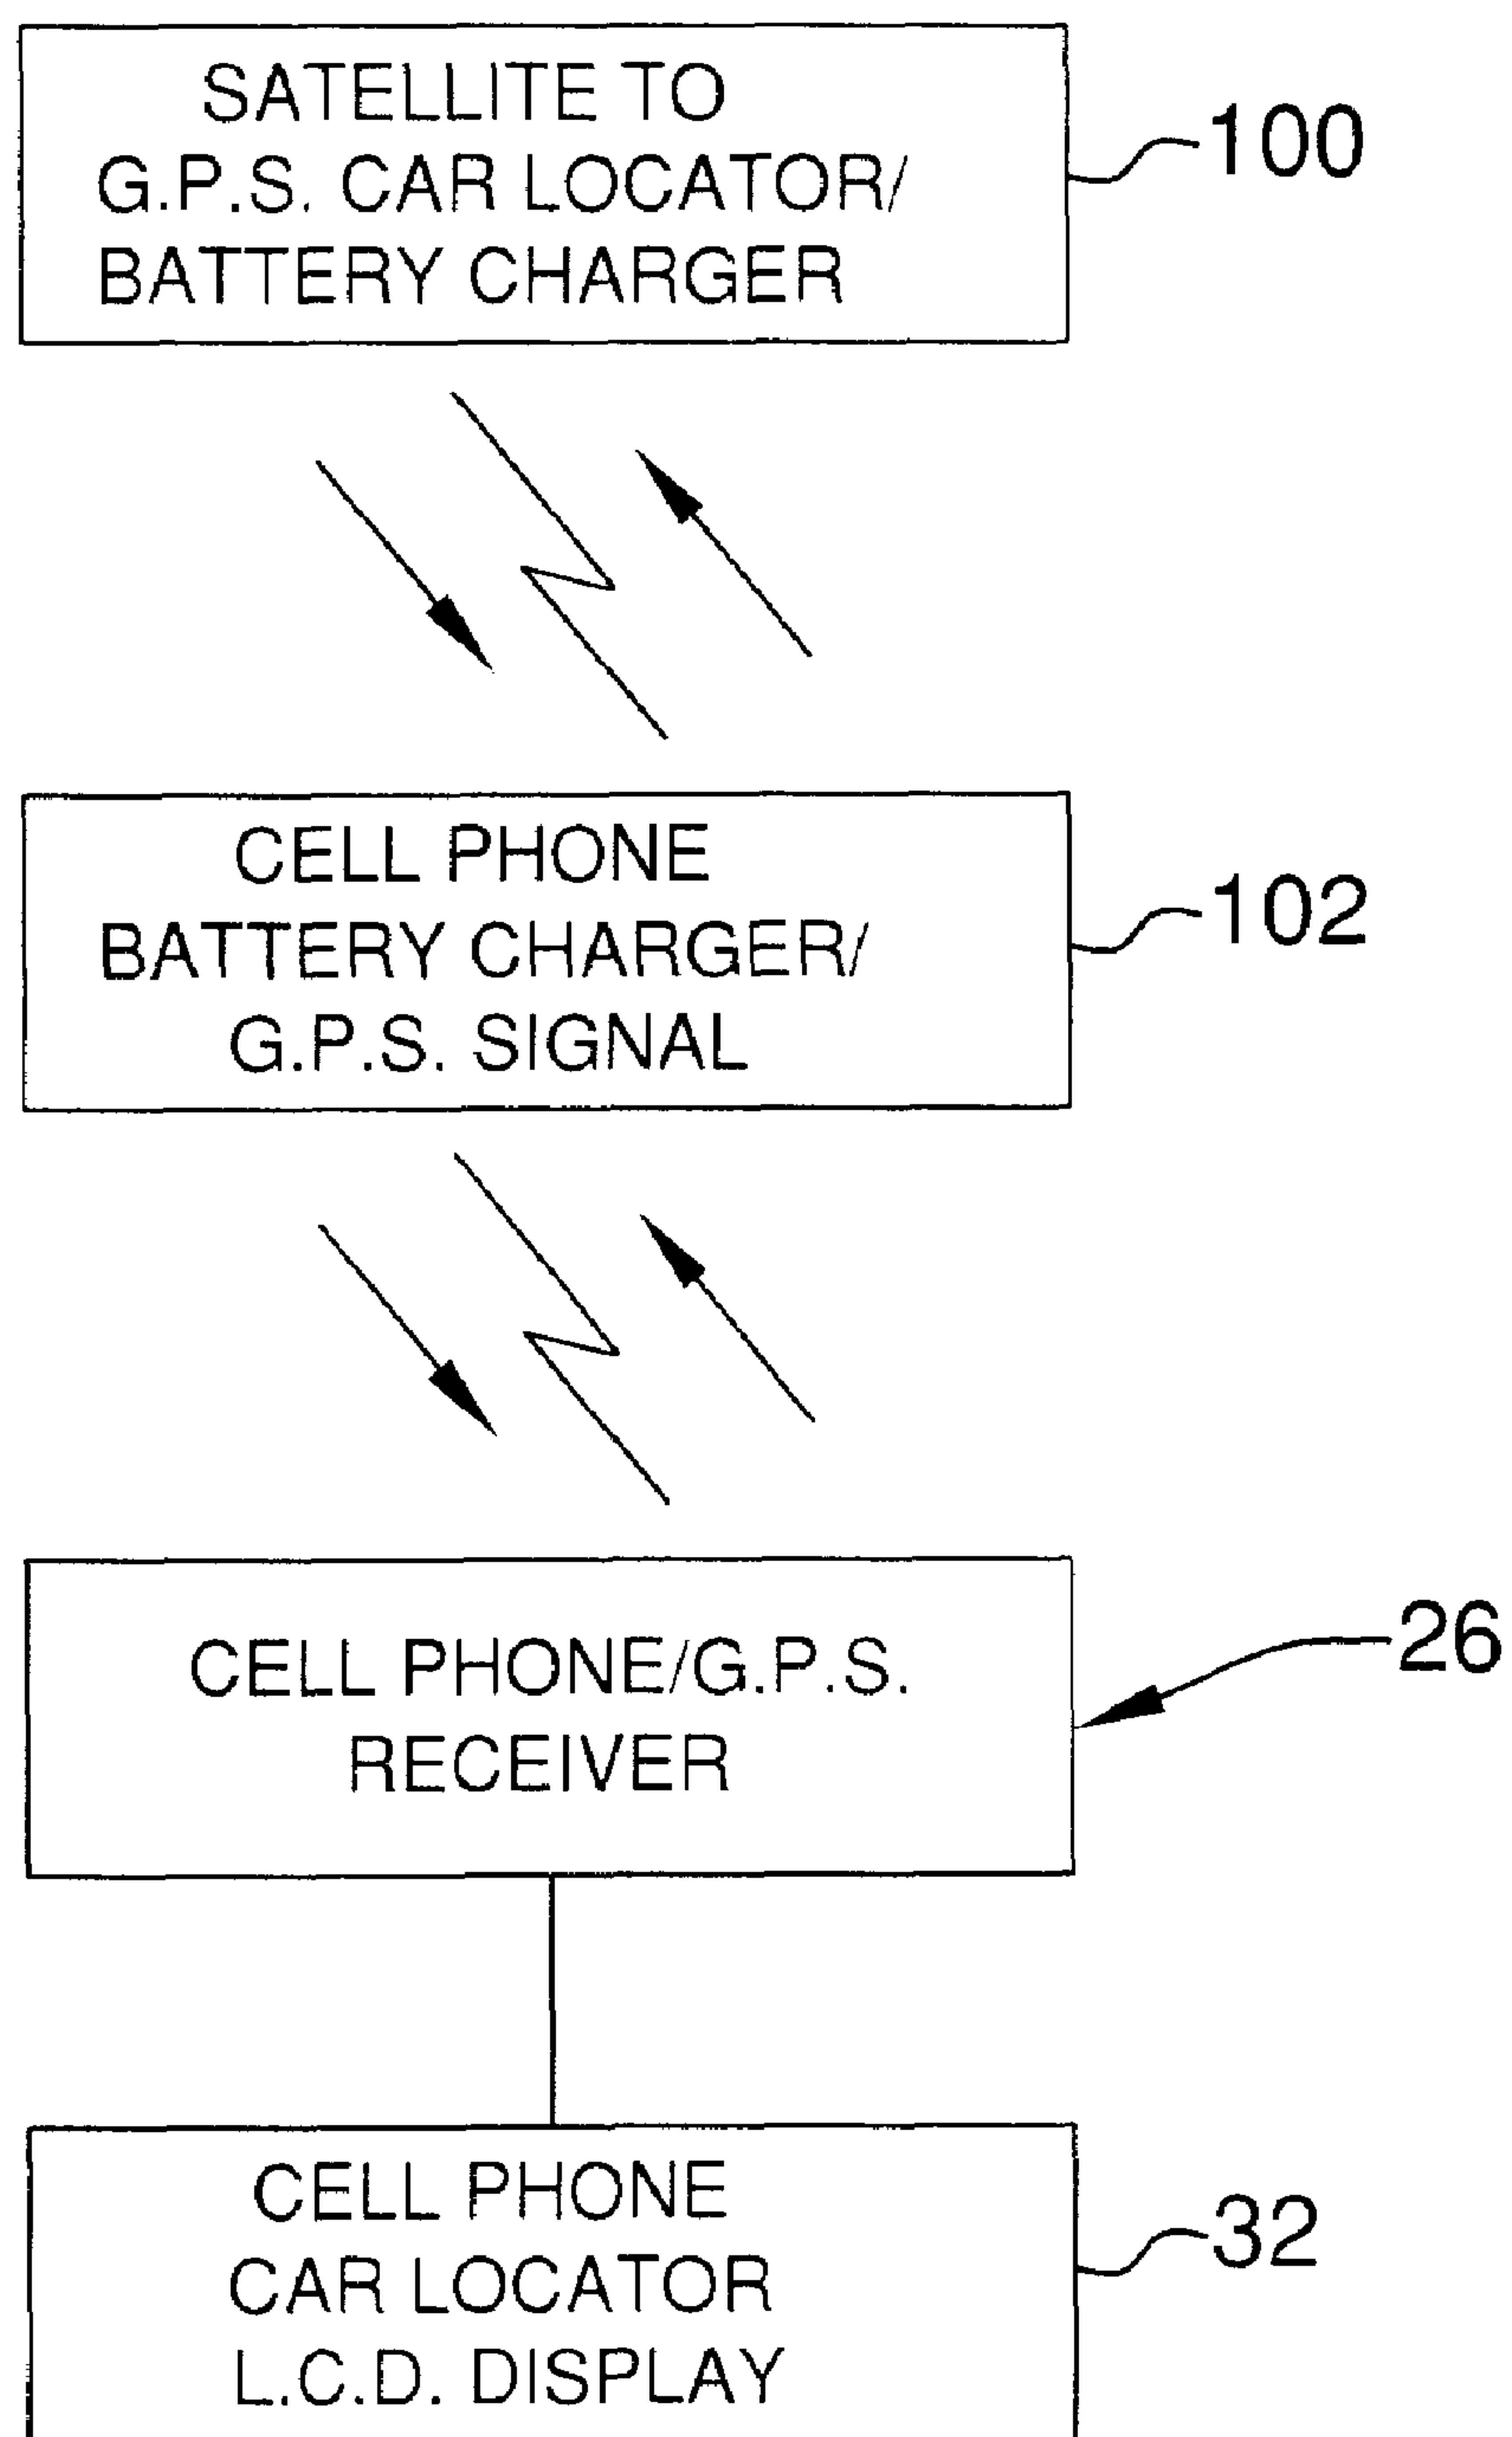 SATELLITE TO
G.P.S. CAR LOCATOR/
BATTERY CHARGER
100
CELL PHONE
BATTERY CHARGER/
G.P.S. SIGNAL
102
CELL PHONE/G.P.S.
RECEIVER
26
CELL PHONE
CAR LOCATOR
L.C.D. DISPLAY
32